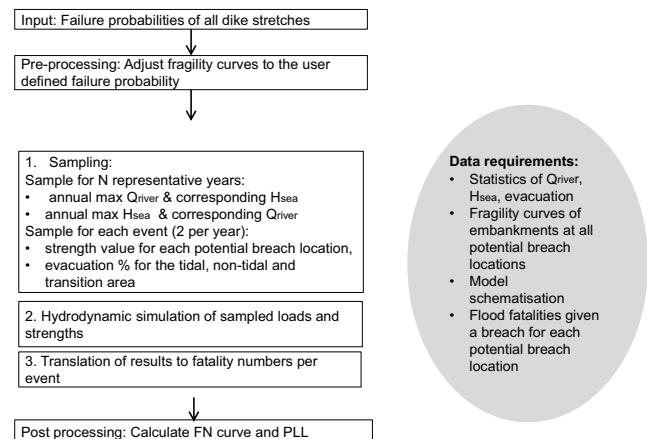 Input: Failure probabilities of all dike stretches
Pre-processing: Adjust fragility curves to the user
defined failure probability
1. Sampling:
Sample for N representative years:
• annual max Qriver & corresponding Hsea
• annual max Hsea & corresponding Qriver
Sample for each event (2 per year):
• strength value for each potential breach location,
• evacuation % for the tidal, non-tidal and
transition area
2. Hydrodynamic simulation of sampled loads and
strengths
3. Translation of results to fatality numbers per
event
Post processing: Calculate FN curve and PLL
Data requirements:
• Statistics of Qriver,
Hsea, evacuation
• Fragility curves of
embankments at all
potential breach
locations
• Model
schematisation
• Flood fatalities given
a breach for each
potential breach
location